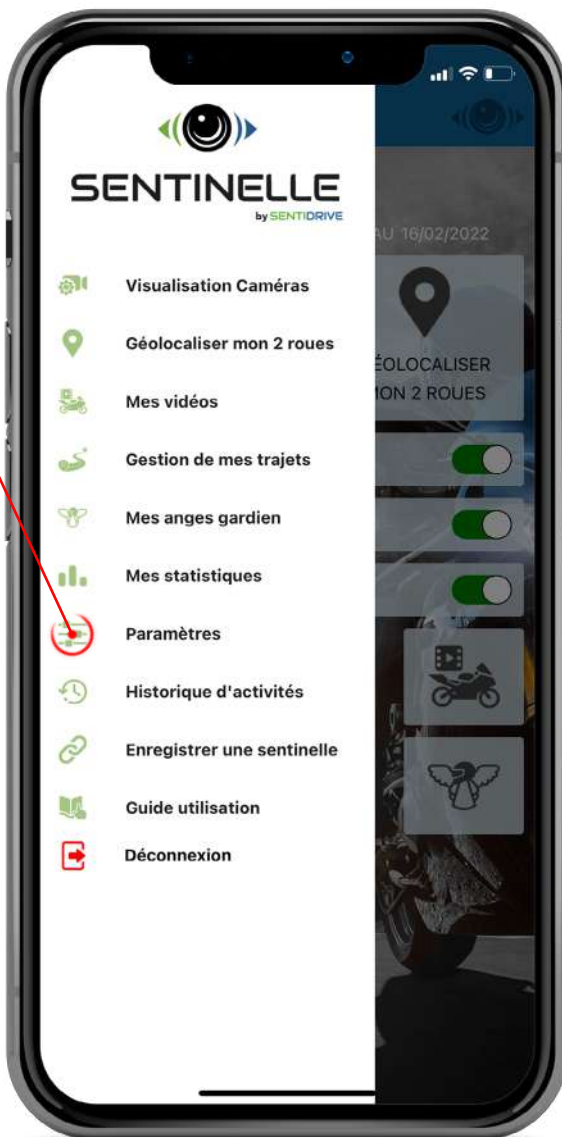 SENTINELLE
by SENTIDRIVE
AU 16/02/2022
Visualisation Caméras
Géolocaliser mon 2 roues
ÉOLOCALISER
ON 2 ROUES
Mes vidéos
Gestion de mes trajets
Mes anges gardien
Mes statistiques
Paramètres
Historique d'activités
Enregistrer une sentinelle
Guide utilisation
Déconnexion